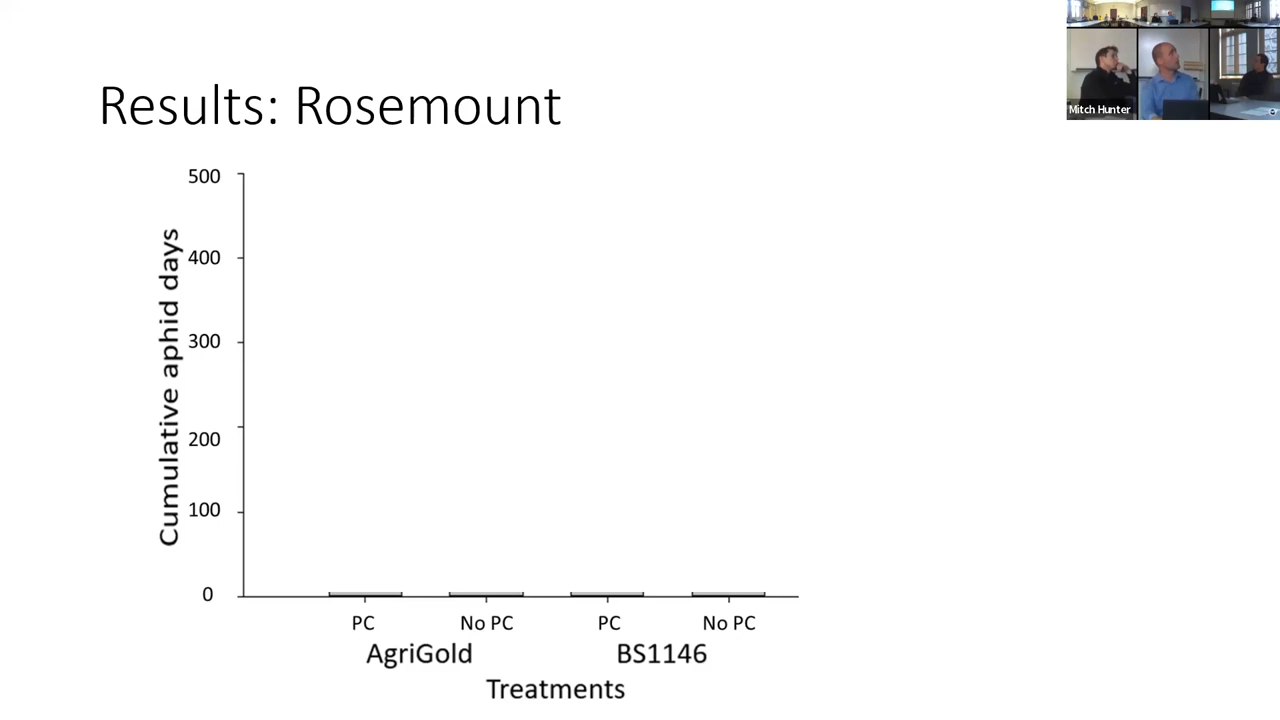 Mitch Hunter
Results: Rosemount
Cumulative aphid days
500
400
300
200
100
0
PC
No PC
PC
No PC
AgriGold
BS1146
Treatments